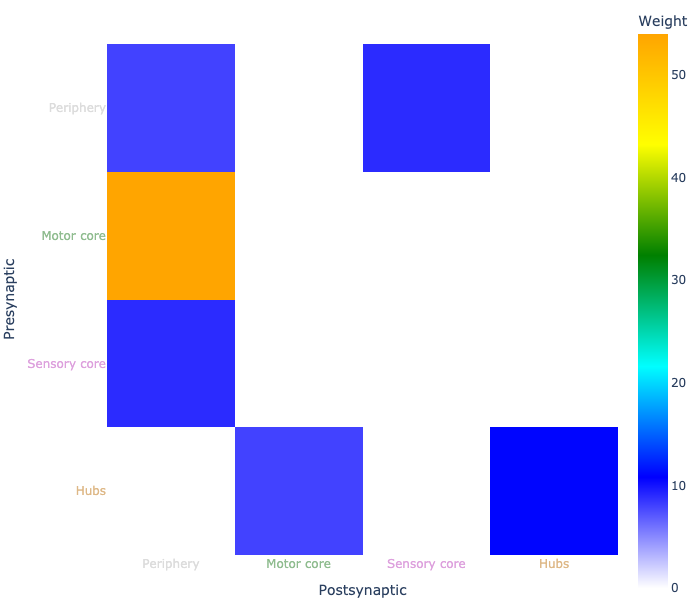 Weight
50
40
30
20
10
0
Presynaptic
Periphery
Motor core
Sensory core
Hubs
Periphery Motor core Sensory core Hubs
Postsynaptic